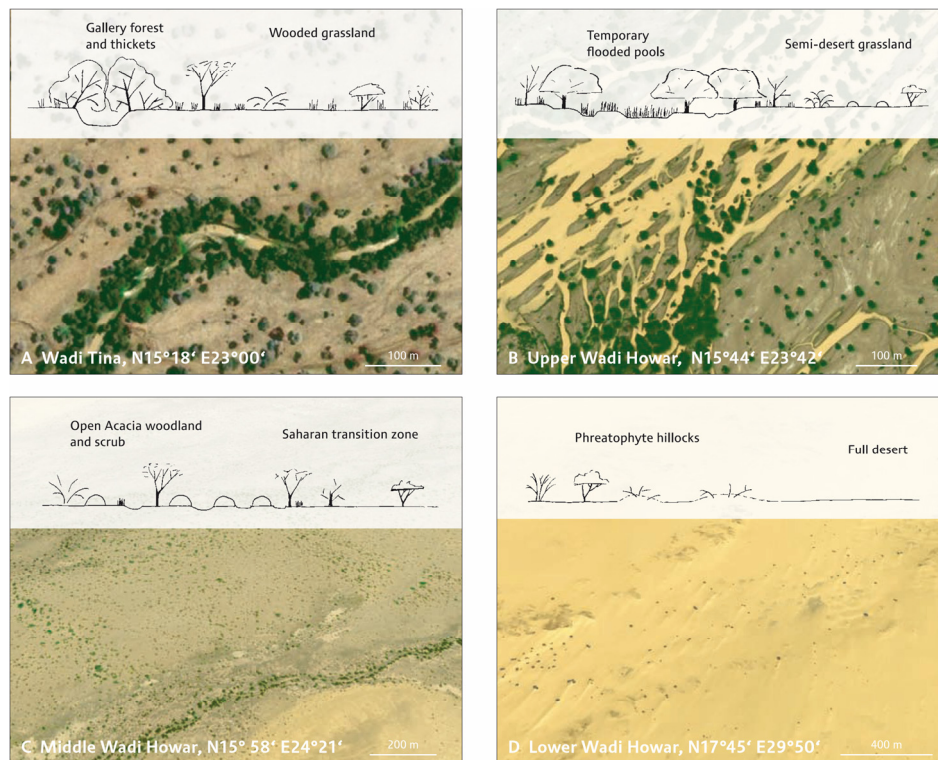 Gallery forest
and thickets
Wooded grassland
A Wadi Tina, N15°18‘ E23°00‘
100 m
Temporary
flooded pools
Semi-desert grassland
B Upper Wadi Howar, N15°44‘ E23°42‘
100 m
Open Acacia woodland
and scrub
Saharan transition zone
C Middle Wadi Howar, N15° 58‘ E24°21‘
200 m
Phreatophyte hillocks
Full desert
D Lower Wadi Howar, N17°45‘ E29°50‘
400 m